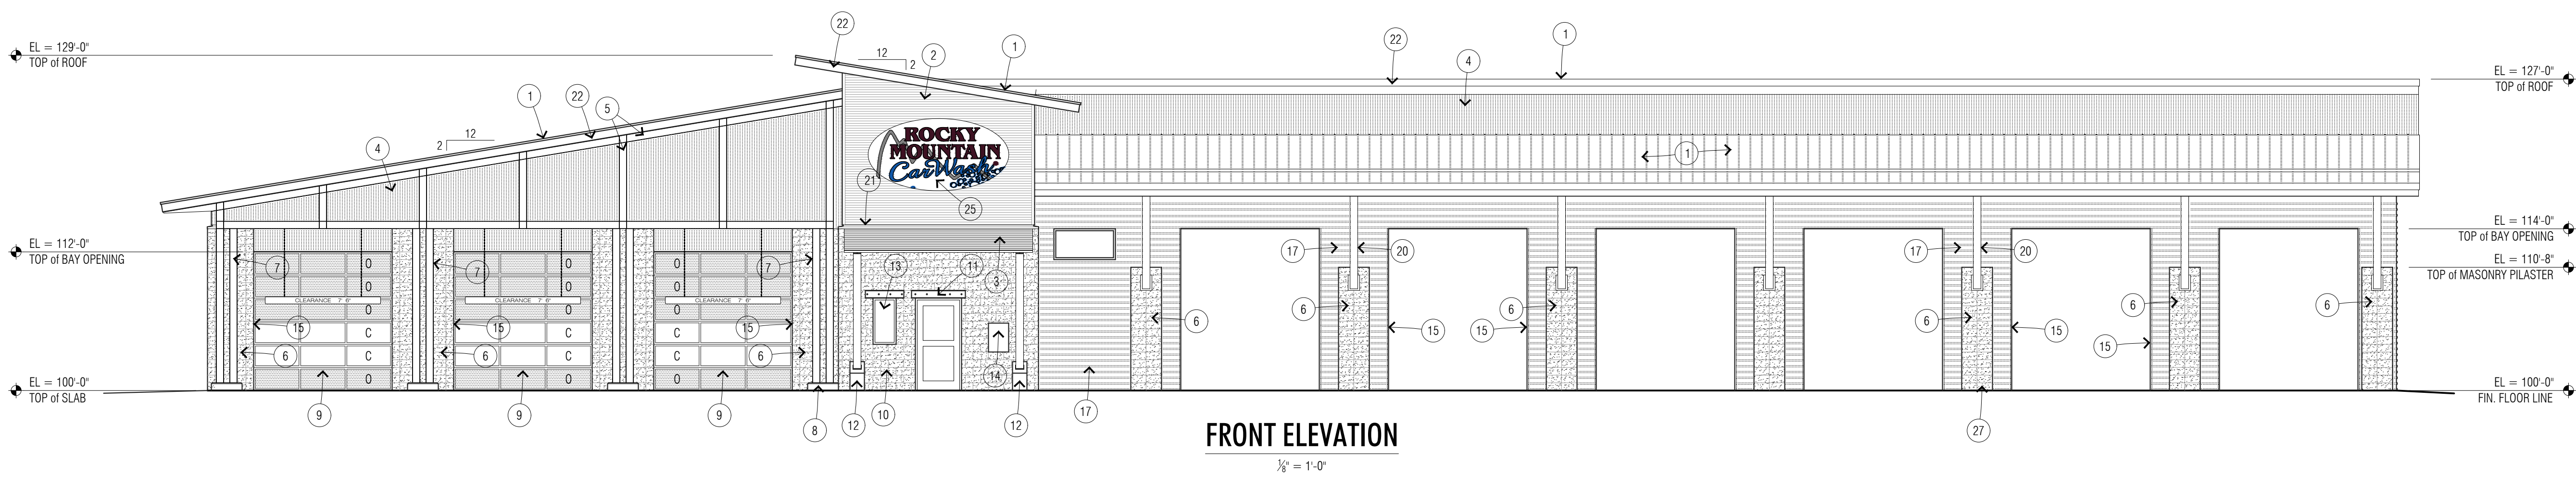 22
12
2
2
1
22
1
4
EL = 129'-0"
TOP of ROOF
EL = 127'-0"
TOP of ROOF
1
22
5
12
2
4
ROCKY
MOUNTAIN
Car Wash
1
21
25
EL = 112'-0"
TOP of BAY OPENING
EL = 114'-0"
TOP of BAY OPENING
EL = 110'-8"
TOP of MASONRY PILASTER
17
20
17
20
7
O
7
O
O
7
13
11
3
O
O
O
CLEARANCE 7' 6"
CLEARANCE 7' 6"
CLEARANCE 7' 6"
O
O
O
6
6
6
6
6
6
6
15
C
15
C
C
15
15
15
15
15
6
C
6
C
C
6
14
O
O
O
EL = 100'-0"
TOP of SLAB
EL = 100'-0"
FIN. FLOOR LINE
9
9
9
8
12
10
12
17
27
FRONT ELEVATION
⅛" = 1'-0"